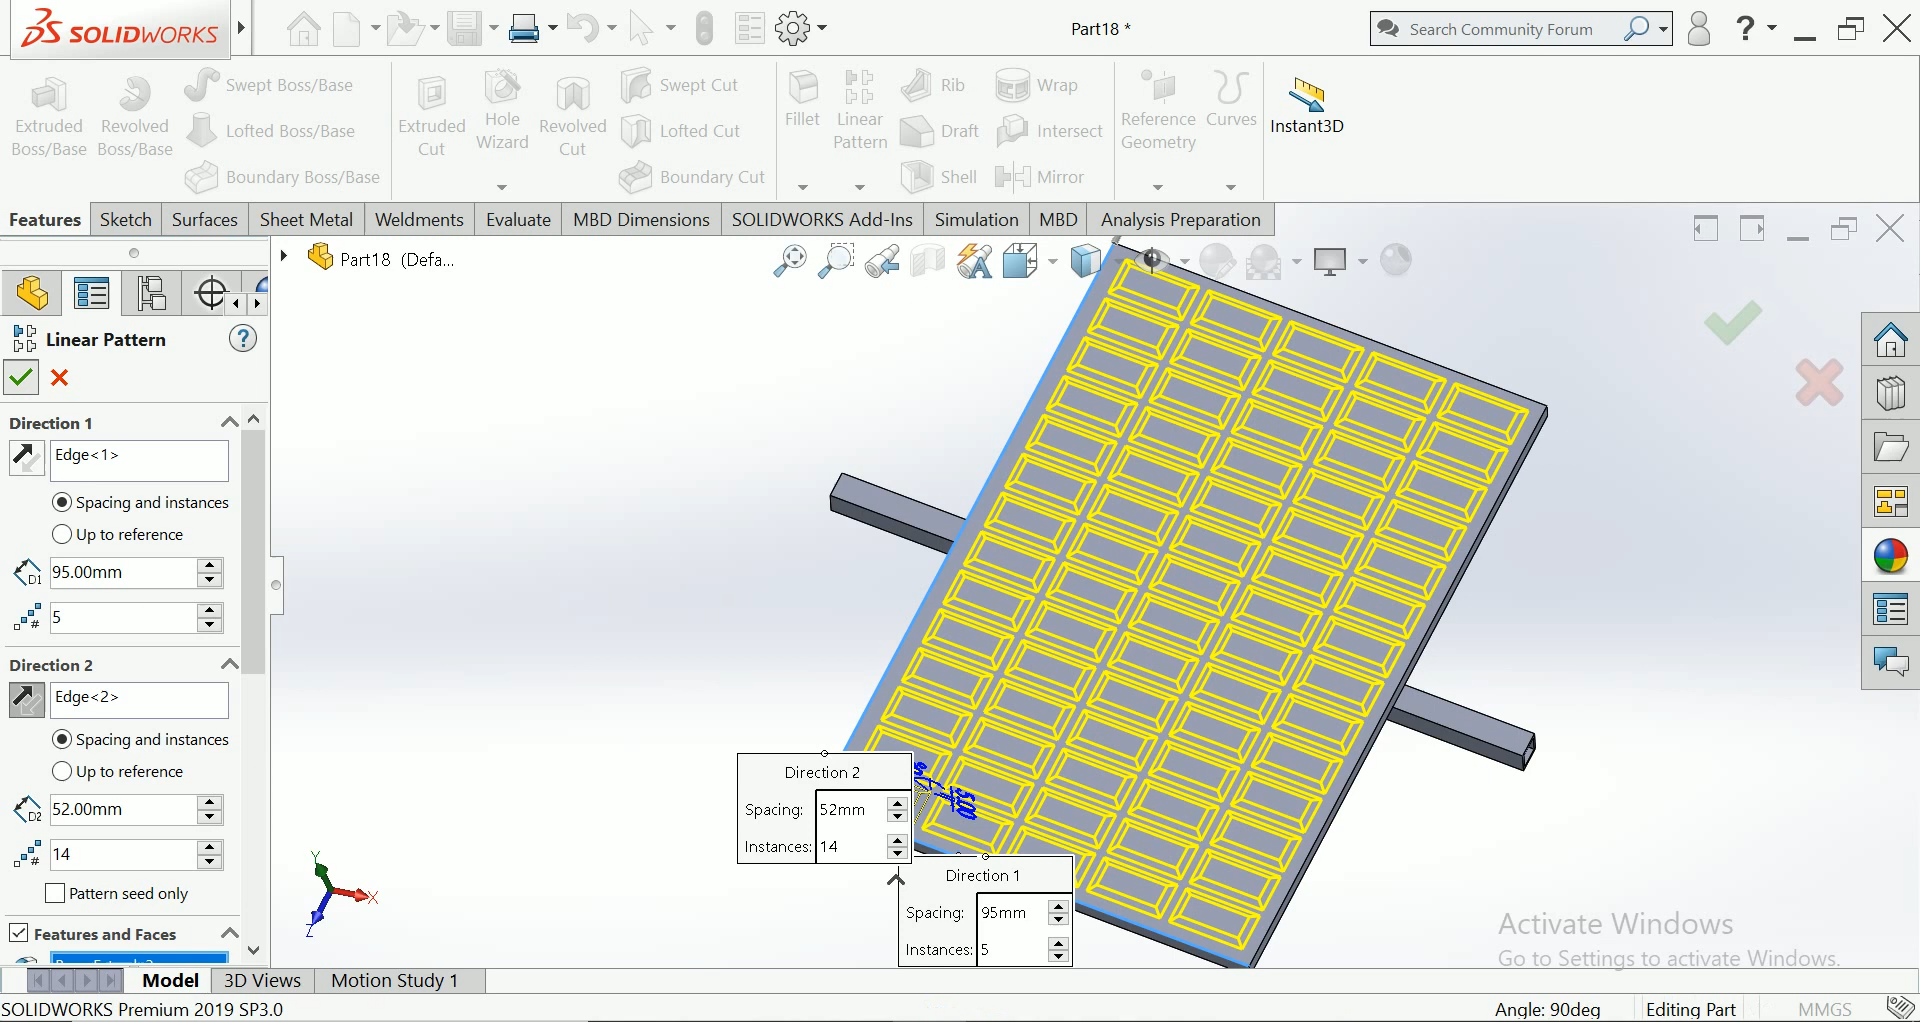 SOLIDWORKS
Part18 *
Search Community Forum
?
Extruded Boss/Base
Revolved Boss/Base
Swept Boss/Base
Lofted Boss/Base
Boundary Boss/Base
Extruded Cut
Hole Wizard
Revolved Cut
Swept Cut
Lofted Cut
Boundary Cut
Fillet
Linear Pattern
Rib
Draft
Shell
Wrap
Intersect
Mirror
Reference Geometry
Curves
Instant3D
Features
Sketch
Surfaces
Sheet Metal
Weldments
Evaluate
MBD Dimensions
SOLIDWORKS Add-Ins
Simulation
MBD
Analysis Preparation
Part18 (Defa...
Linear Pattern
?
Direction 1
Edge<1>
Spacing and instances
Up to reference
D1
95.00mm
#
5
Direction 2
Edge<2>
Spacing and instances
Up to reference
D2
52.00mm
#
14
Pattern seed only
Features and Faces
Direction 2
Spacing: 52mm
Instances: 14
Direction 1
Spacing: 95mm
Instances: 5
Y
X
Z
Activate Windows
Go to Settings to activate Windows.
Model
3D Views
Motion Study 1
SOLIDWORKS Premium 2019 SP3.0
Angle: 90deg
Editing Part
MMGS